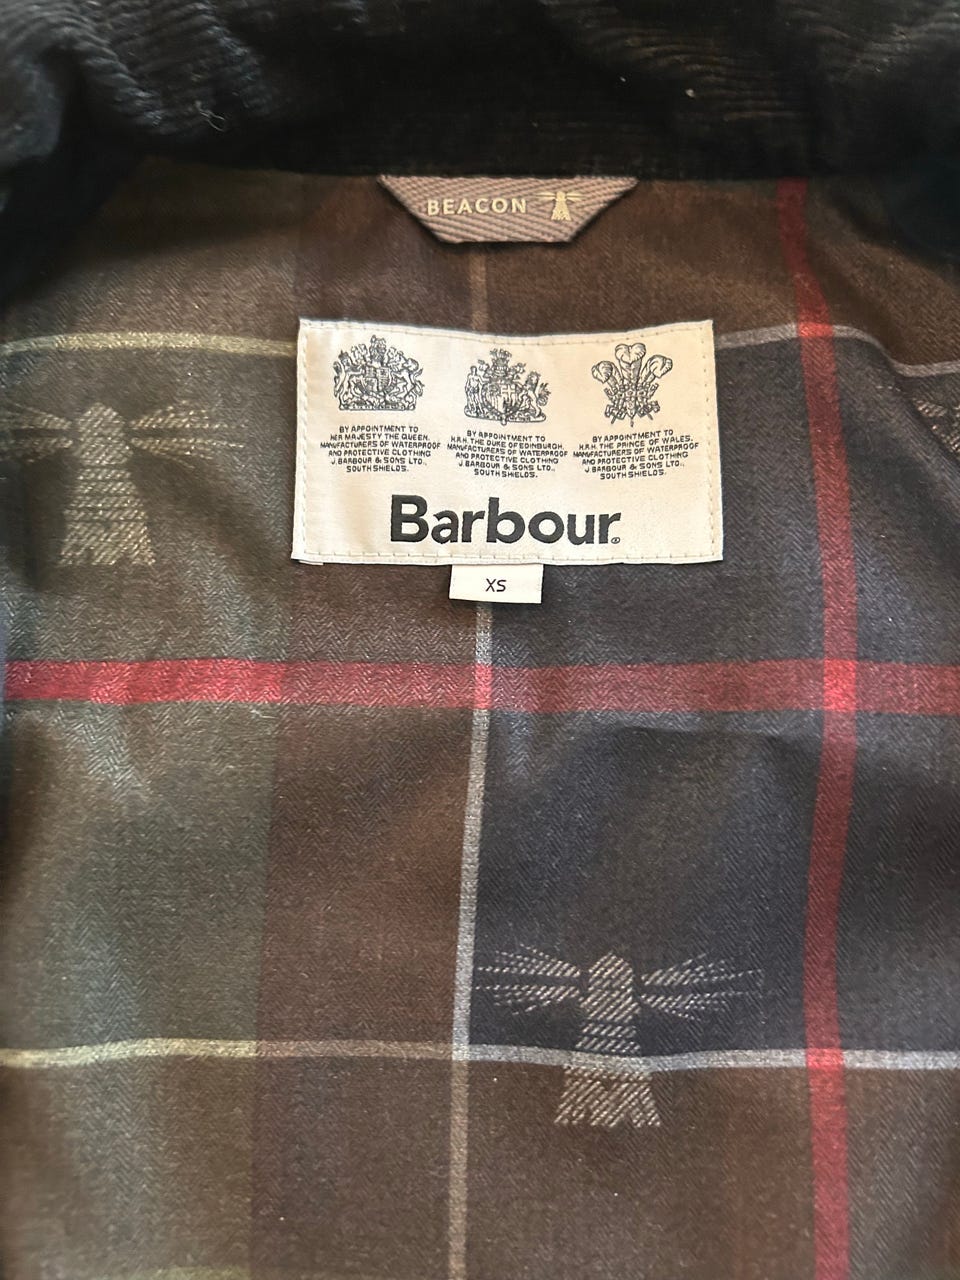 BEACON
BY APPOINTMENT TO
HER MAJESTY THE QUEEN.
MANUFACTURERS OF WATERPROOF
AND PROTECTIVE CLOTHING
J. BARBOUR & SONS LTD.,
SOUTH SHIELDS.
BY APPOINTMENT TO
H.R.H. THE DUKE OF EDINBURGH.
MANUFACTURERS OF WATERPROOF
AND PROTECTIVE CLOTHING
J. BARBOUR & SONS LTD.,
SOUTH SHIELDS.
BY APPOINTMENT TO
H.R.H. THE PRINCE OF WALES.
MANUFACTURERS OF WATERPROOF
AND PROTECTIVE CLOTHING
J. BARBOUR & SONS LTD.,
SOUTH SHIELDS.
Barbour®
XS